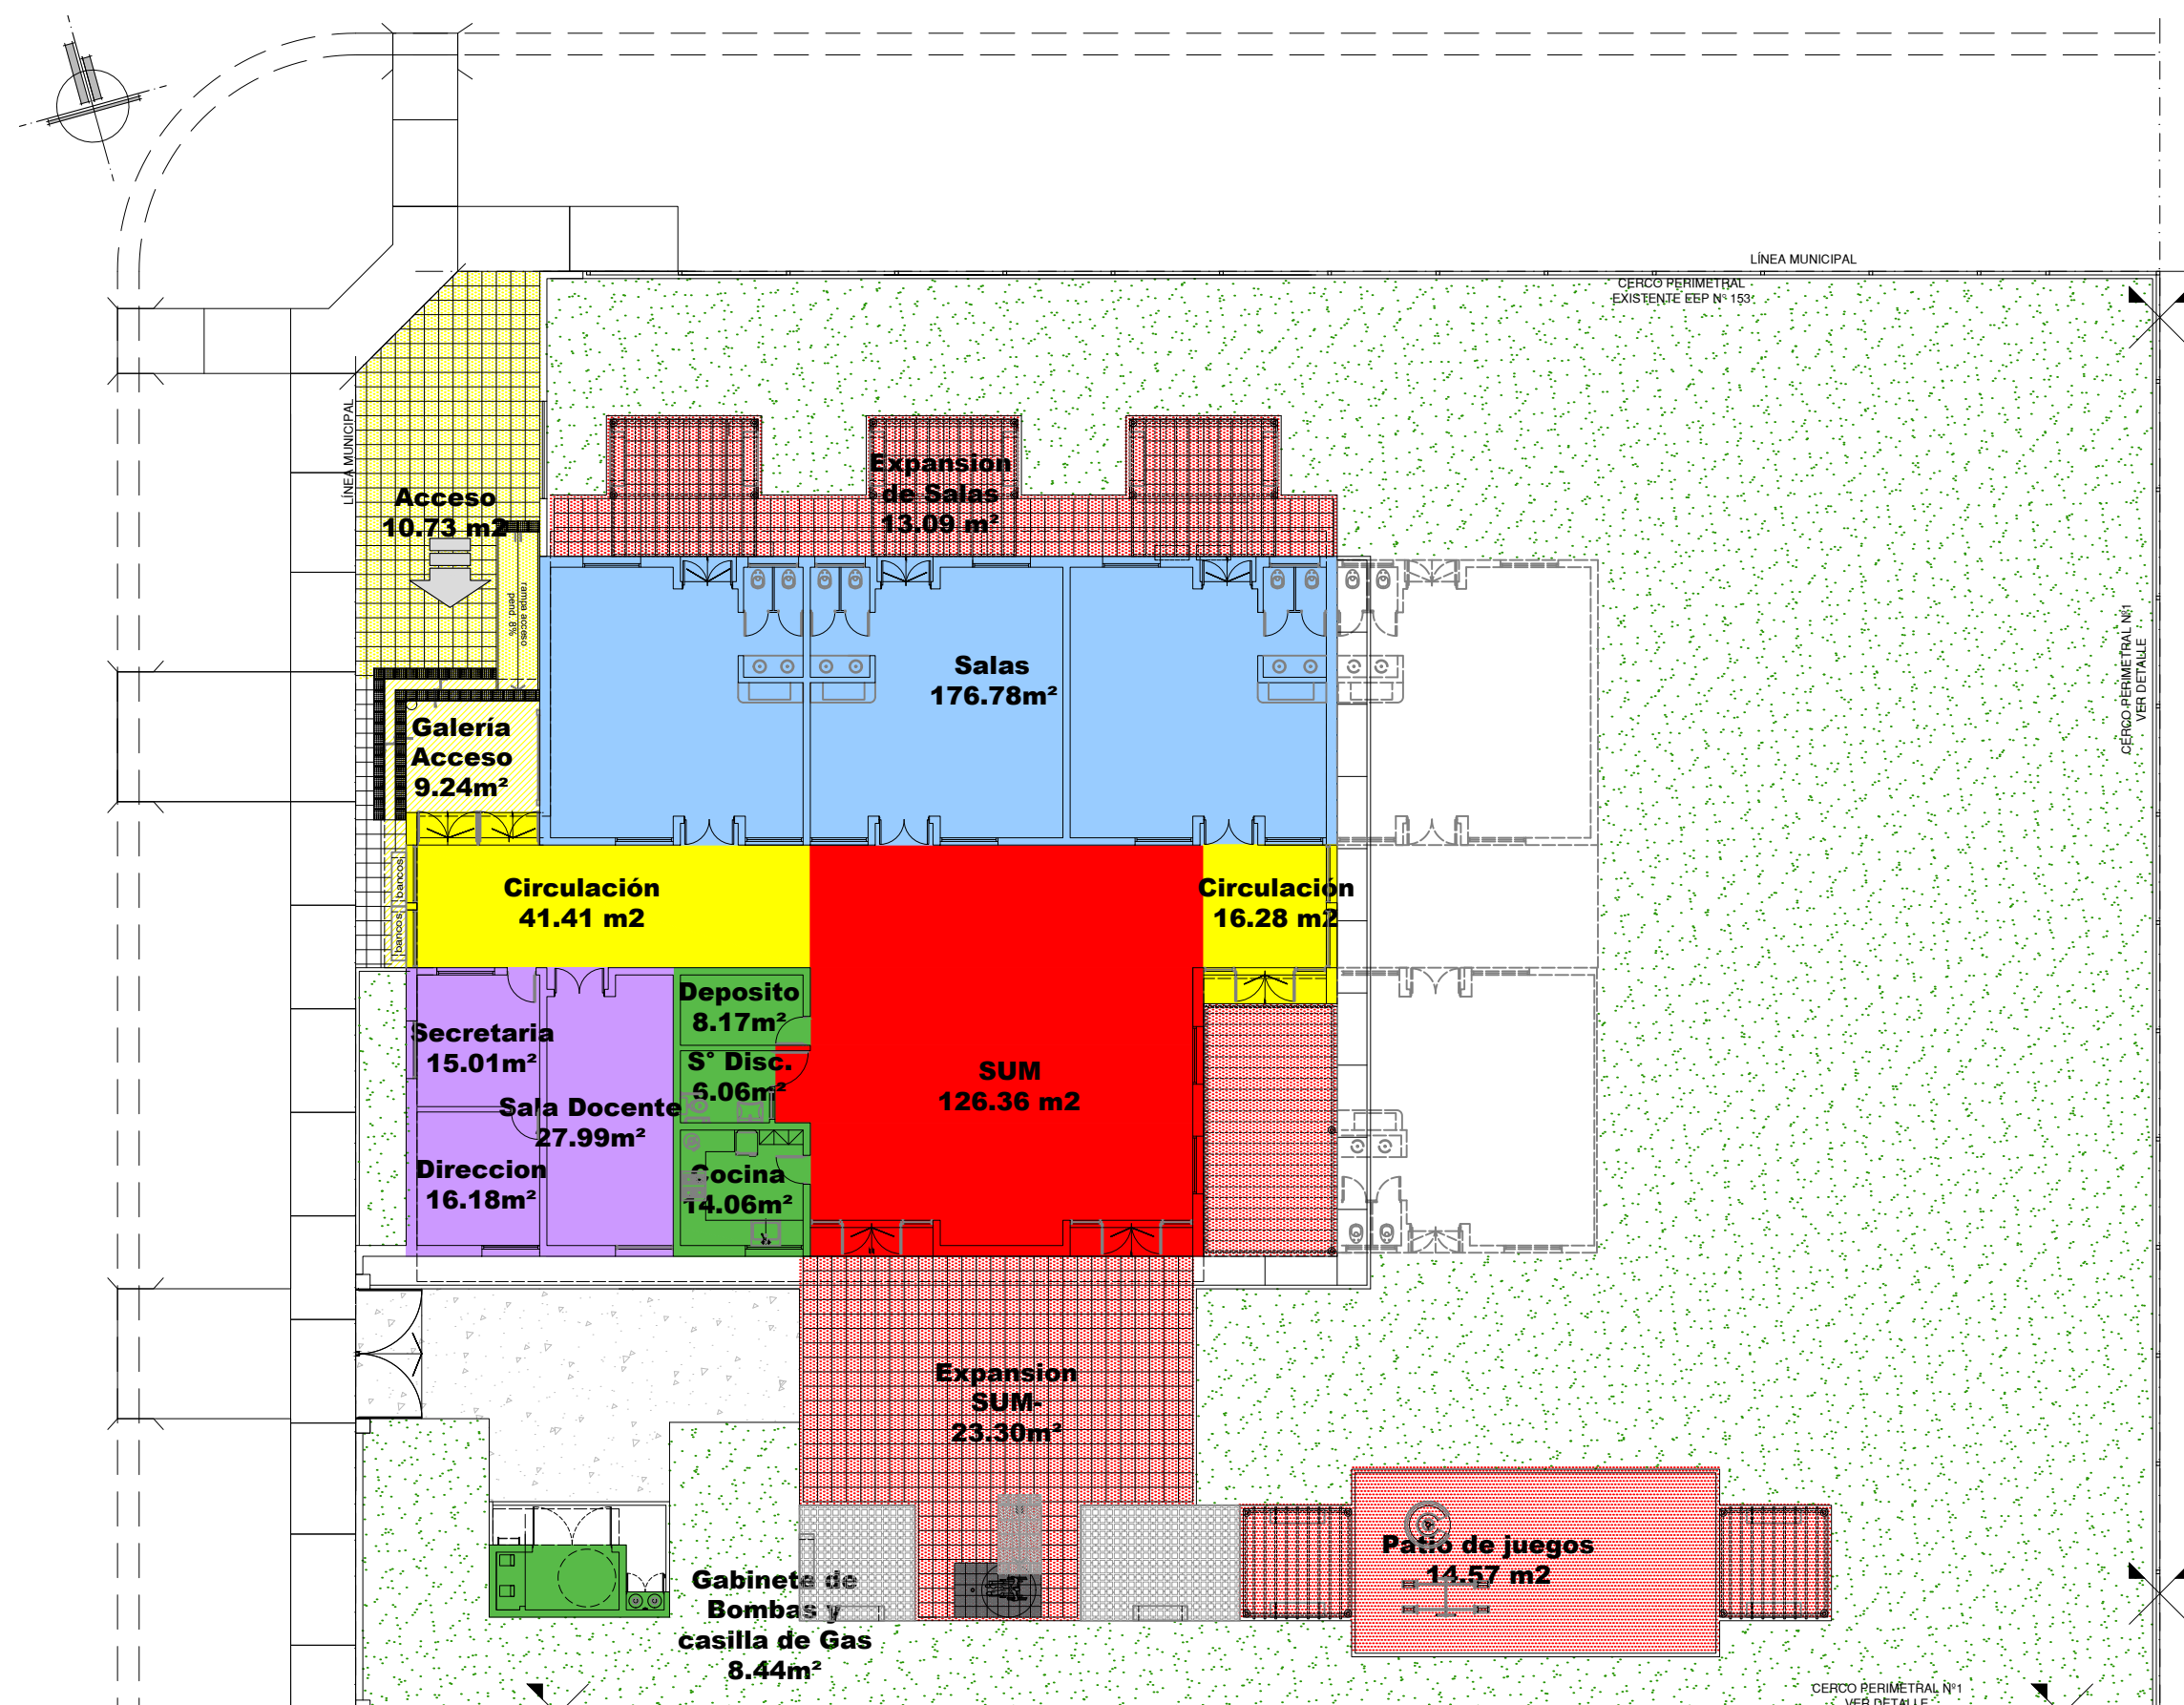 LÍNEA MUNICIPAL
CERCO PERIMETRAL
EXISTENTE EEP Nº 153
LÍNEA MUNICIPAL
Acceso
10.73 m2
rampa acceso
pend. 8%
Expansion
de Salas
13.09 m²
Salas
176.78m²
CERCO PERIMETRAL Nº1
VER DETALLE
Galería
Acceso
9.24m²
bancos
bancos
Circulación
41.41 m2
Circulación
16.28 m2
Secretaria
15.01m²
Deposito
8.17m²
S° Disc.
6.06m²
SUM
126.36 m2
Sala Docente
27.99m²
Direccion
16.18m²
Cocina
14.06m²
Expansion
SUM-
23.30m²
Patio de juegos
14.57 m2
Gabinete de
Bombas y
casilla de Gas
8.44m²
CERCO PERIMETRAL Nº1
VER DETALLE